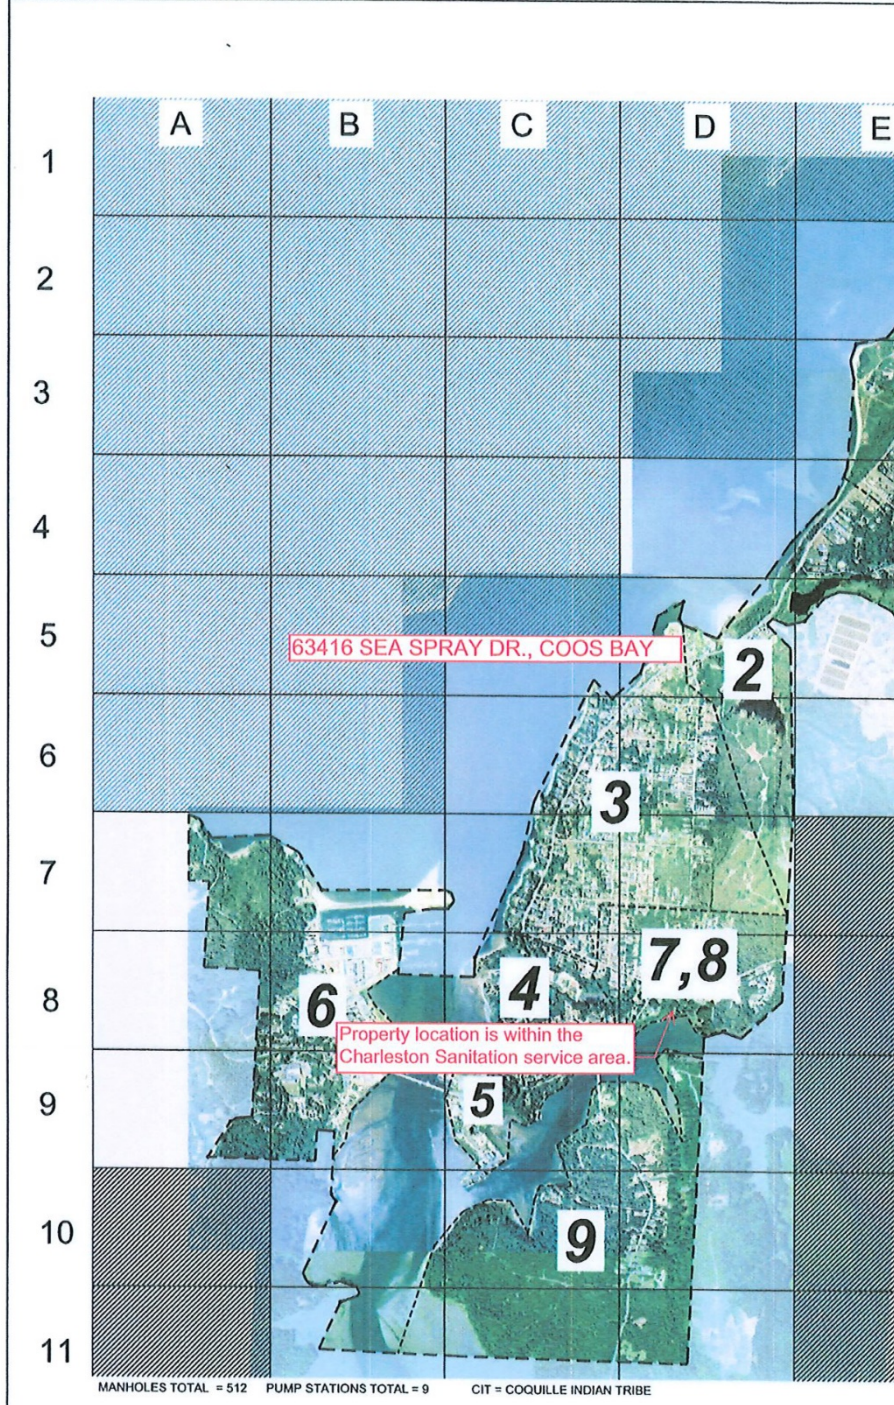 A
B
C
D
E
1
2
3
4
5
6
7
8
9
10
11
63416 SEA SPRAY DR., COOS BAY
2
3
7,8
4
6
Property location is within the
Charleston Sanitation service area.
5
9
MANHOLES TOTAL = 512 PUMP STATIONS TOTAL = 9 CIT = COQUILLE INDIAN TRIBE